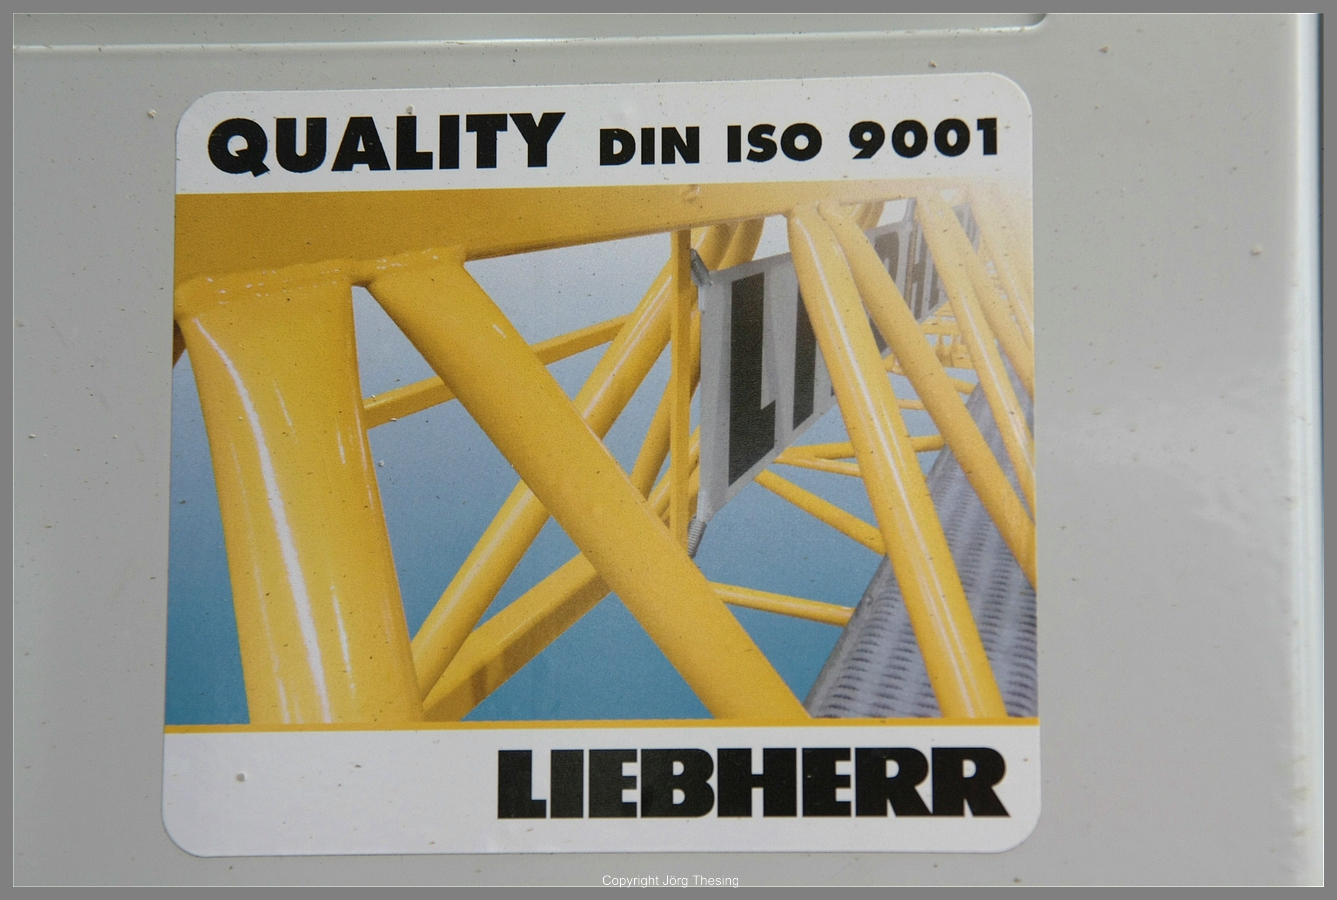 QUALITY DIN ISO 9001
LIEBHERR
Copyright Jörg Thesing